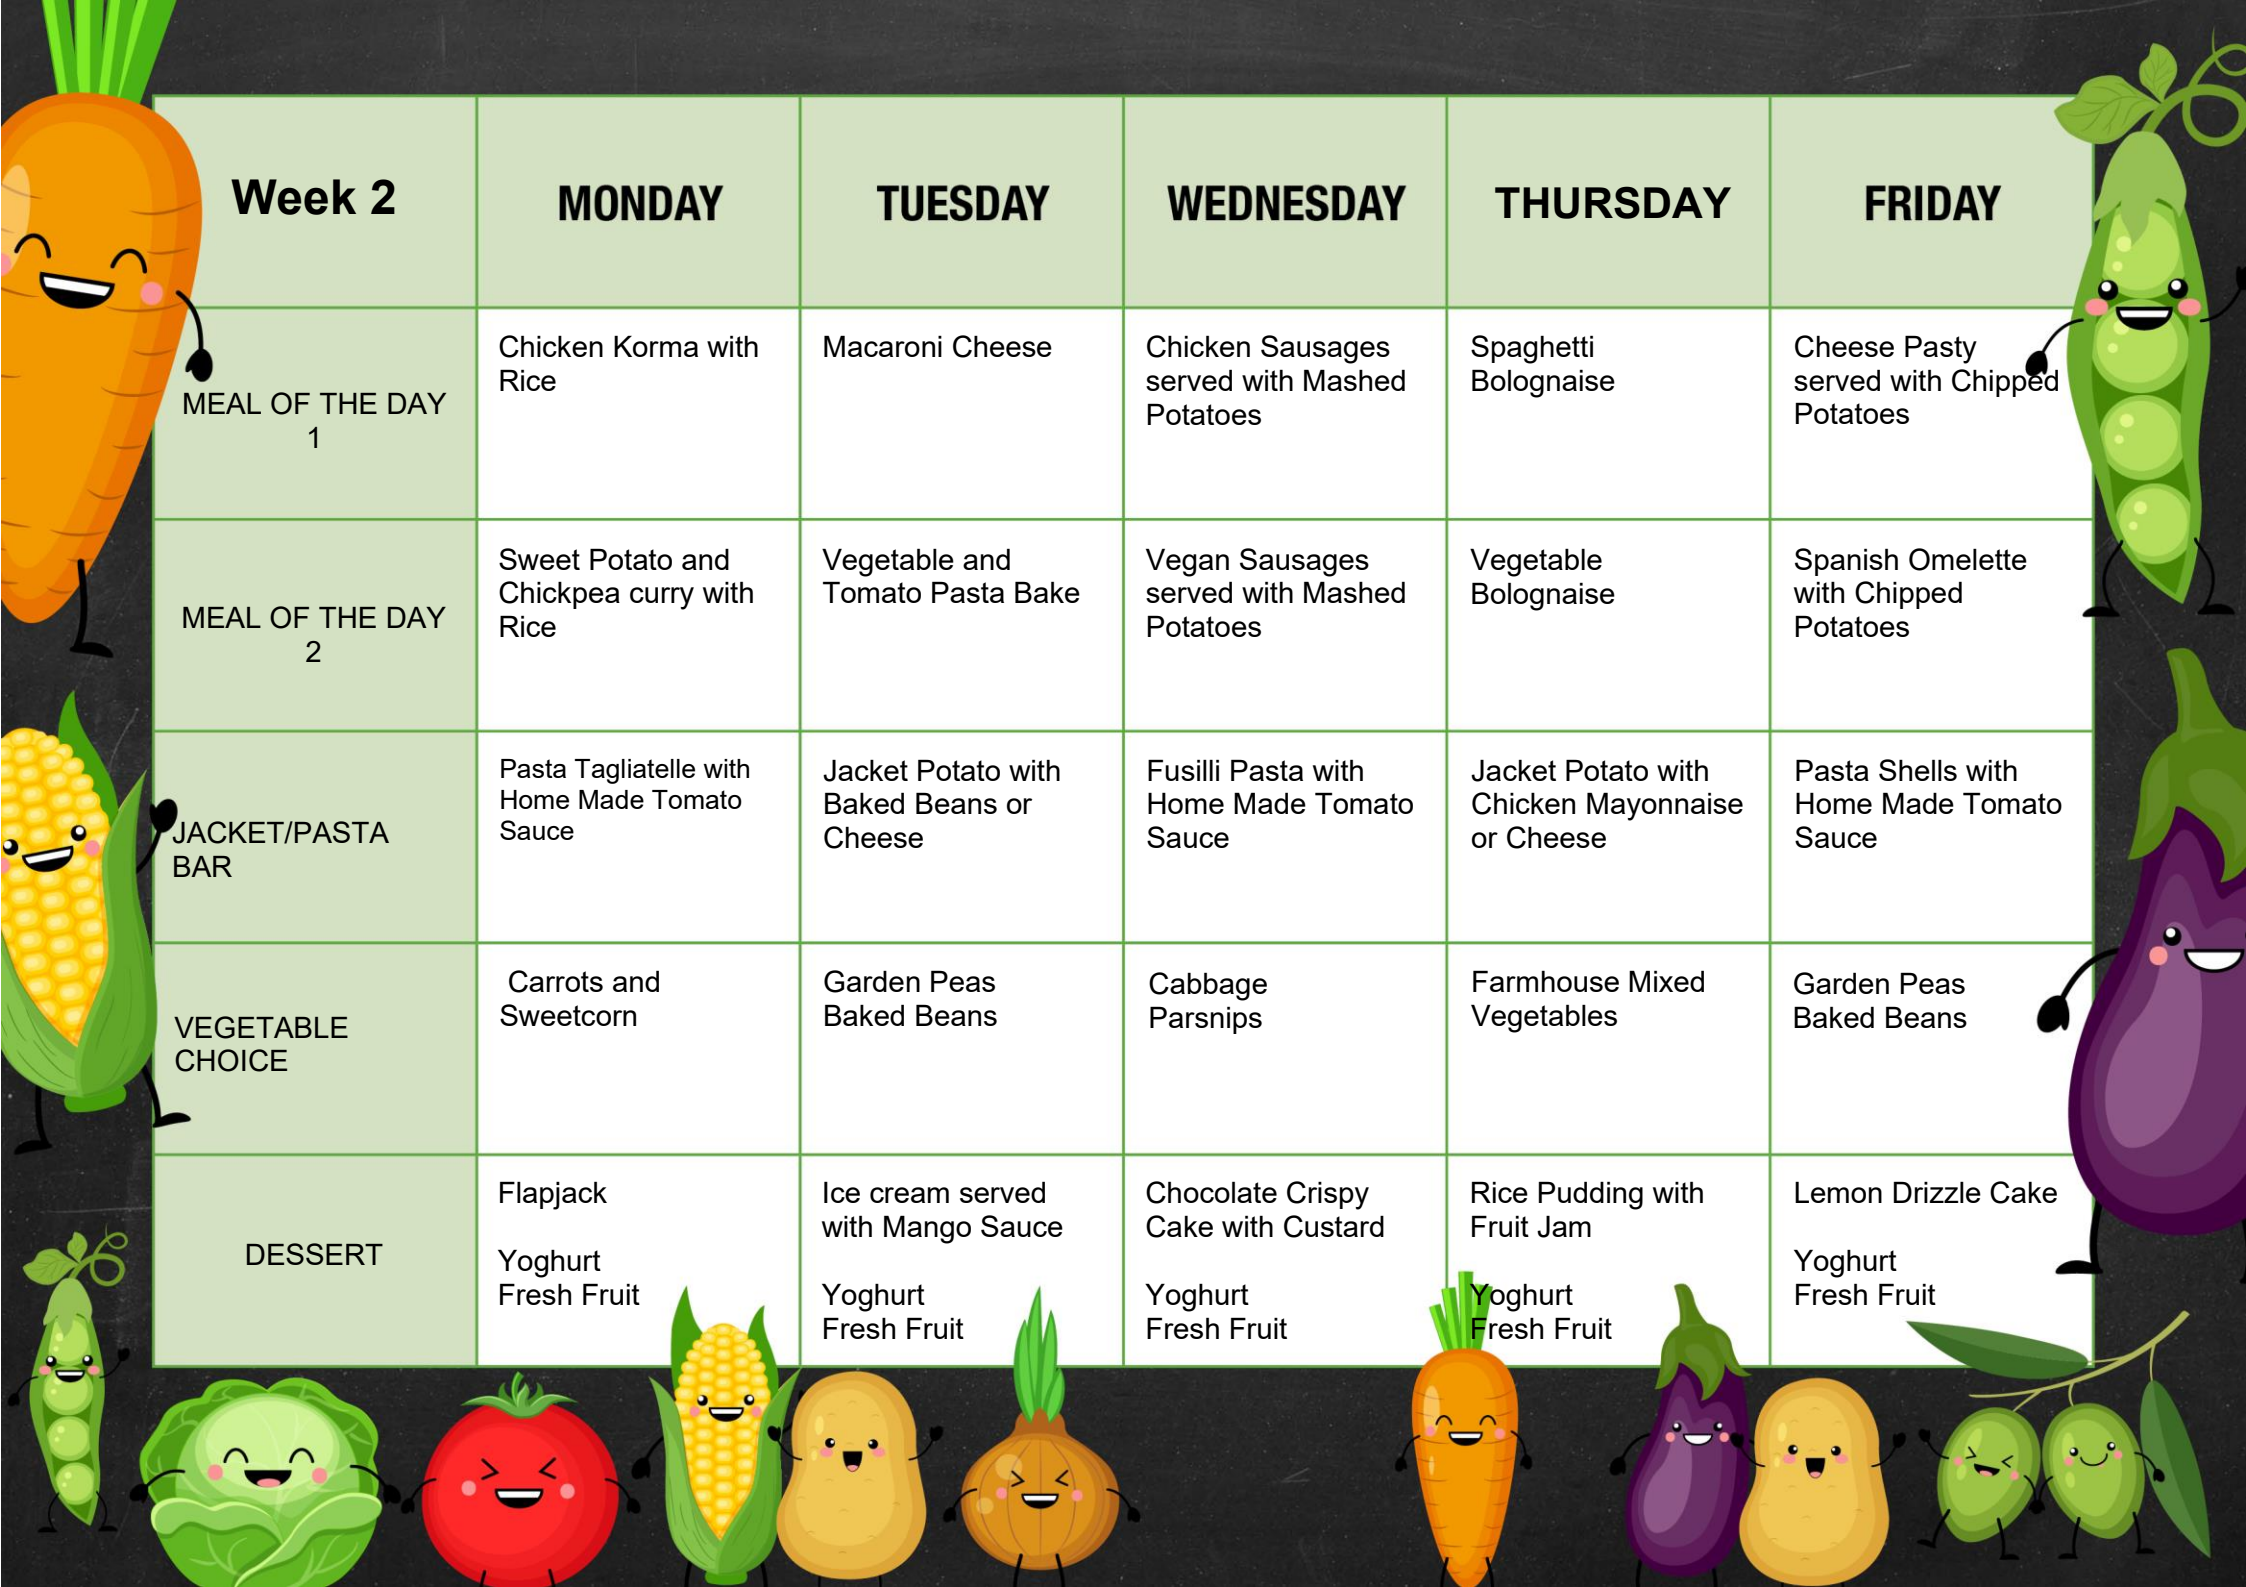 Week 2
MONDAY
TUESDAY
WEDNESDAY
THURSDAY
FRIDAY
MEAL OF THE DAY
1
Chicken Korma with
Rice
Macaroni Cheese
Chicken Sausages
served with Mashed
Potatoes
Spaghetti
Bolognaise
Cheese Pasty
served with Chipped
Potatoes
MEAL OF THE DAY
2
Sweet Potato and
Chickpea curry with
Rice
Vegetable and
Tomato Pasta Bake
Vegan Sausages
served with Mashed
Potatoes
Vegetable
Bolognaise
Spanish Omelette
with Chipped
Potatoes
JACKET/PASTA
BAR
Pasta Tagliatelle with
Home Made Tomato
Sauce
Jacket Potato with
Baked Beans or
Cheese
Fusilli Pasta with
Home Made Tomato
Sauce
Jacket Potato with
Chicken Mayonnaise
or Cheese
Pasta Shells with
Home Made Tomato
Sauce
VEGETABLE
CHOICE
Carrots and
Sweetcorn
Garden Peas
Baked Beans
Cabbage
Parsnips
Farmhouse Mixed
Vegetables
Garden Peas
Baked Beans
DESSERT
Flapjack
Yoghurt
Fresh Fruit
Ice cream served
with Mango Sauce
Yoghurt
Fresh Fruit
Chocolate Crispy
Cake with Custard
Yoghurt
Fresh Fruit
Rice Pudding with
Fruit Jam
Yoghurt
Fresh Fruit
Lemon Drizzle Cake
Yoghurt
Fresh Fruit